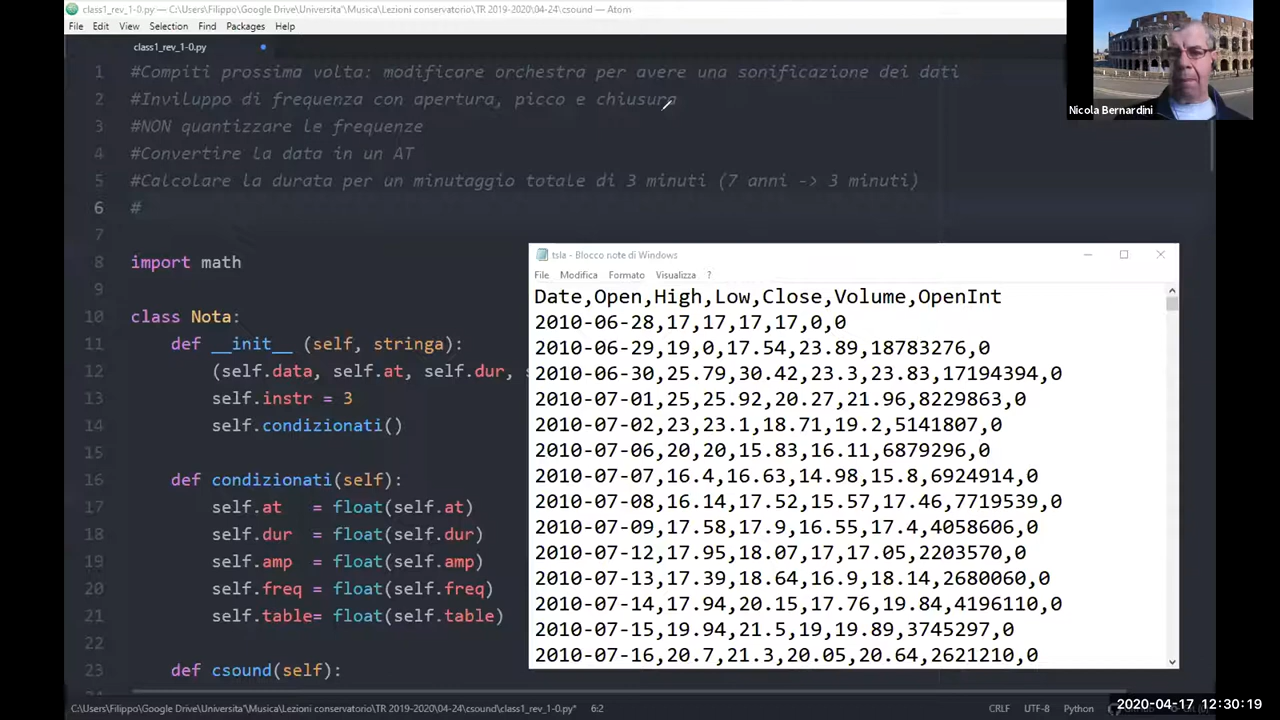 class1_rev_1-0.py — C:\Users\Filippo\Google Drive\Universita'\Musica\Lezioni conservatorio\TR 2019-2020\04-24\csound — Atom
File Edit View Selection Find Packages Help
class1_rev_1-0.py
1 #Compiti prossima volta: modificare orchestra per avere una sonificazione dei dati
2 #Inviluppo di frequenza con apertura, picco e chiusura
3 #NON quantizzare le frequenze
4 #Convertire la data in un AT
5 #Calcolare la durata per un minutaggio totale di 3 minuti (7 anni -> 3 minuti)
6 #
7
8 import math
9
10 class Nota:
11 def __init__ (self, stringa):
12 (self.data, self.at, self.dur, s
13 self.instr = 3
14 self.condizionati()
15
16 def condizionati(self):
17 self.at = float(self.at)
18 self.dur = float(self.dur)
19 self.amp = float(self.amp)
20 self.freq = float(self.freq)
21 self.table= float(self.table)
22
23 def csound(self):
tsla - Blocco note di Windows
File Modifica Formato Visualizza ?
Date,Open,High,Low,Close,Volume,OpenInt
2010-06-28,17,17,17,17,0,0
2010-06-29,19,0,17.54,23.89,18783276,0
2010-06-30,25.79,30.42,23.3,23.83,17194394,0
2010-07-01,25,25.92,20.27,21.96,8229863,0
2010-07-02,23,23.1,18.71,19.2,5141807,0
2010-07-06,20,20,15.83,16.11,6879296,0
2010-07-07,16.4,16.63,14.98,15.8,6924914,0
2010-07-08,16.14,17.52,15.57,17.46,7719539,0
2010-07-09,17.58,17.9,16.55,17.4,4058606,0
2010-07-12,17.95,18.07,17,17.05,2203570,0
2010-07-13,17.39,18.64,16.9,18.14,2680060,0
2010-07-14,17.94,20.15,17.76,19.84,4196110,0
2010-07-15,19.94,21.5,19,19.89,3745297,0
2010-07-16,20.7,21.3,20.05,20.64,2621210,0
Nicola Bernardini
C:\Users\Filippo\Google Drive\Universita'\Musica\Lezioni conservatorio\TR 2019-2020\04-24\csound\class1_rev_1-0.py* 6:2
CRLF UTF-8 Python
2020-04-17 12:30:19